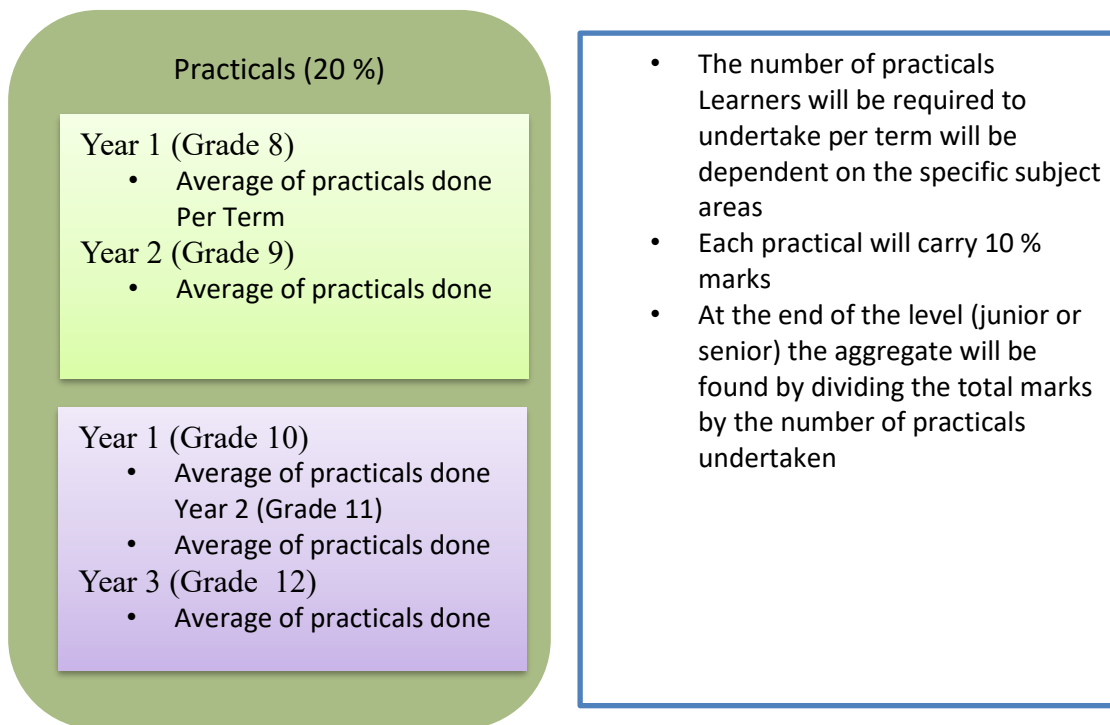 Practicals (20 %)
Year 1 (Grade 8)
• Average of practicals done
Per Term
Year 2 (Grade 9)
• Average of practicals done
Year 1 (Grade 10)
• Average of practicals done
Year 2 (Grade 11)
• Average of practicals done
Year 3 (Grade 12)
• Average of practicals done
• The number of practicals
Learners will be required to
undertake per term will be
dependent on the specific subject
areas
• Each practical will carry 10 %
marks
• At the end of the level (junior or
senior) the aggregate will be
found by dividing the total marks
by the number of practicals
undertaken